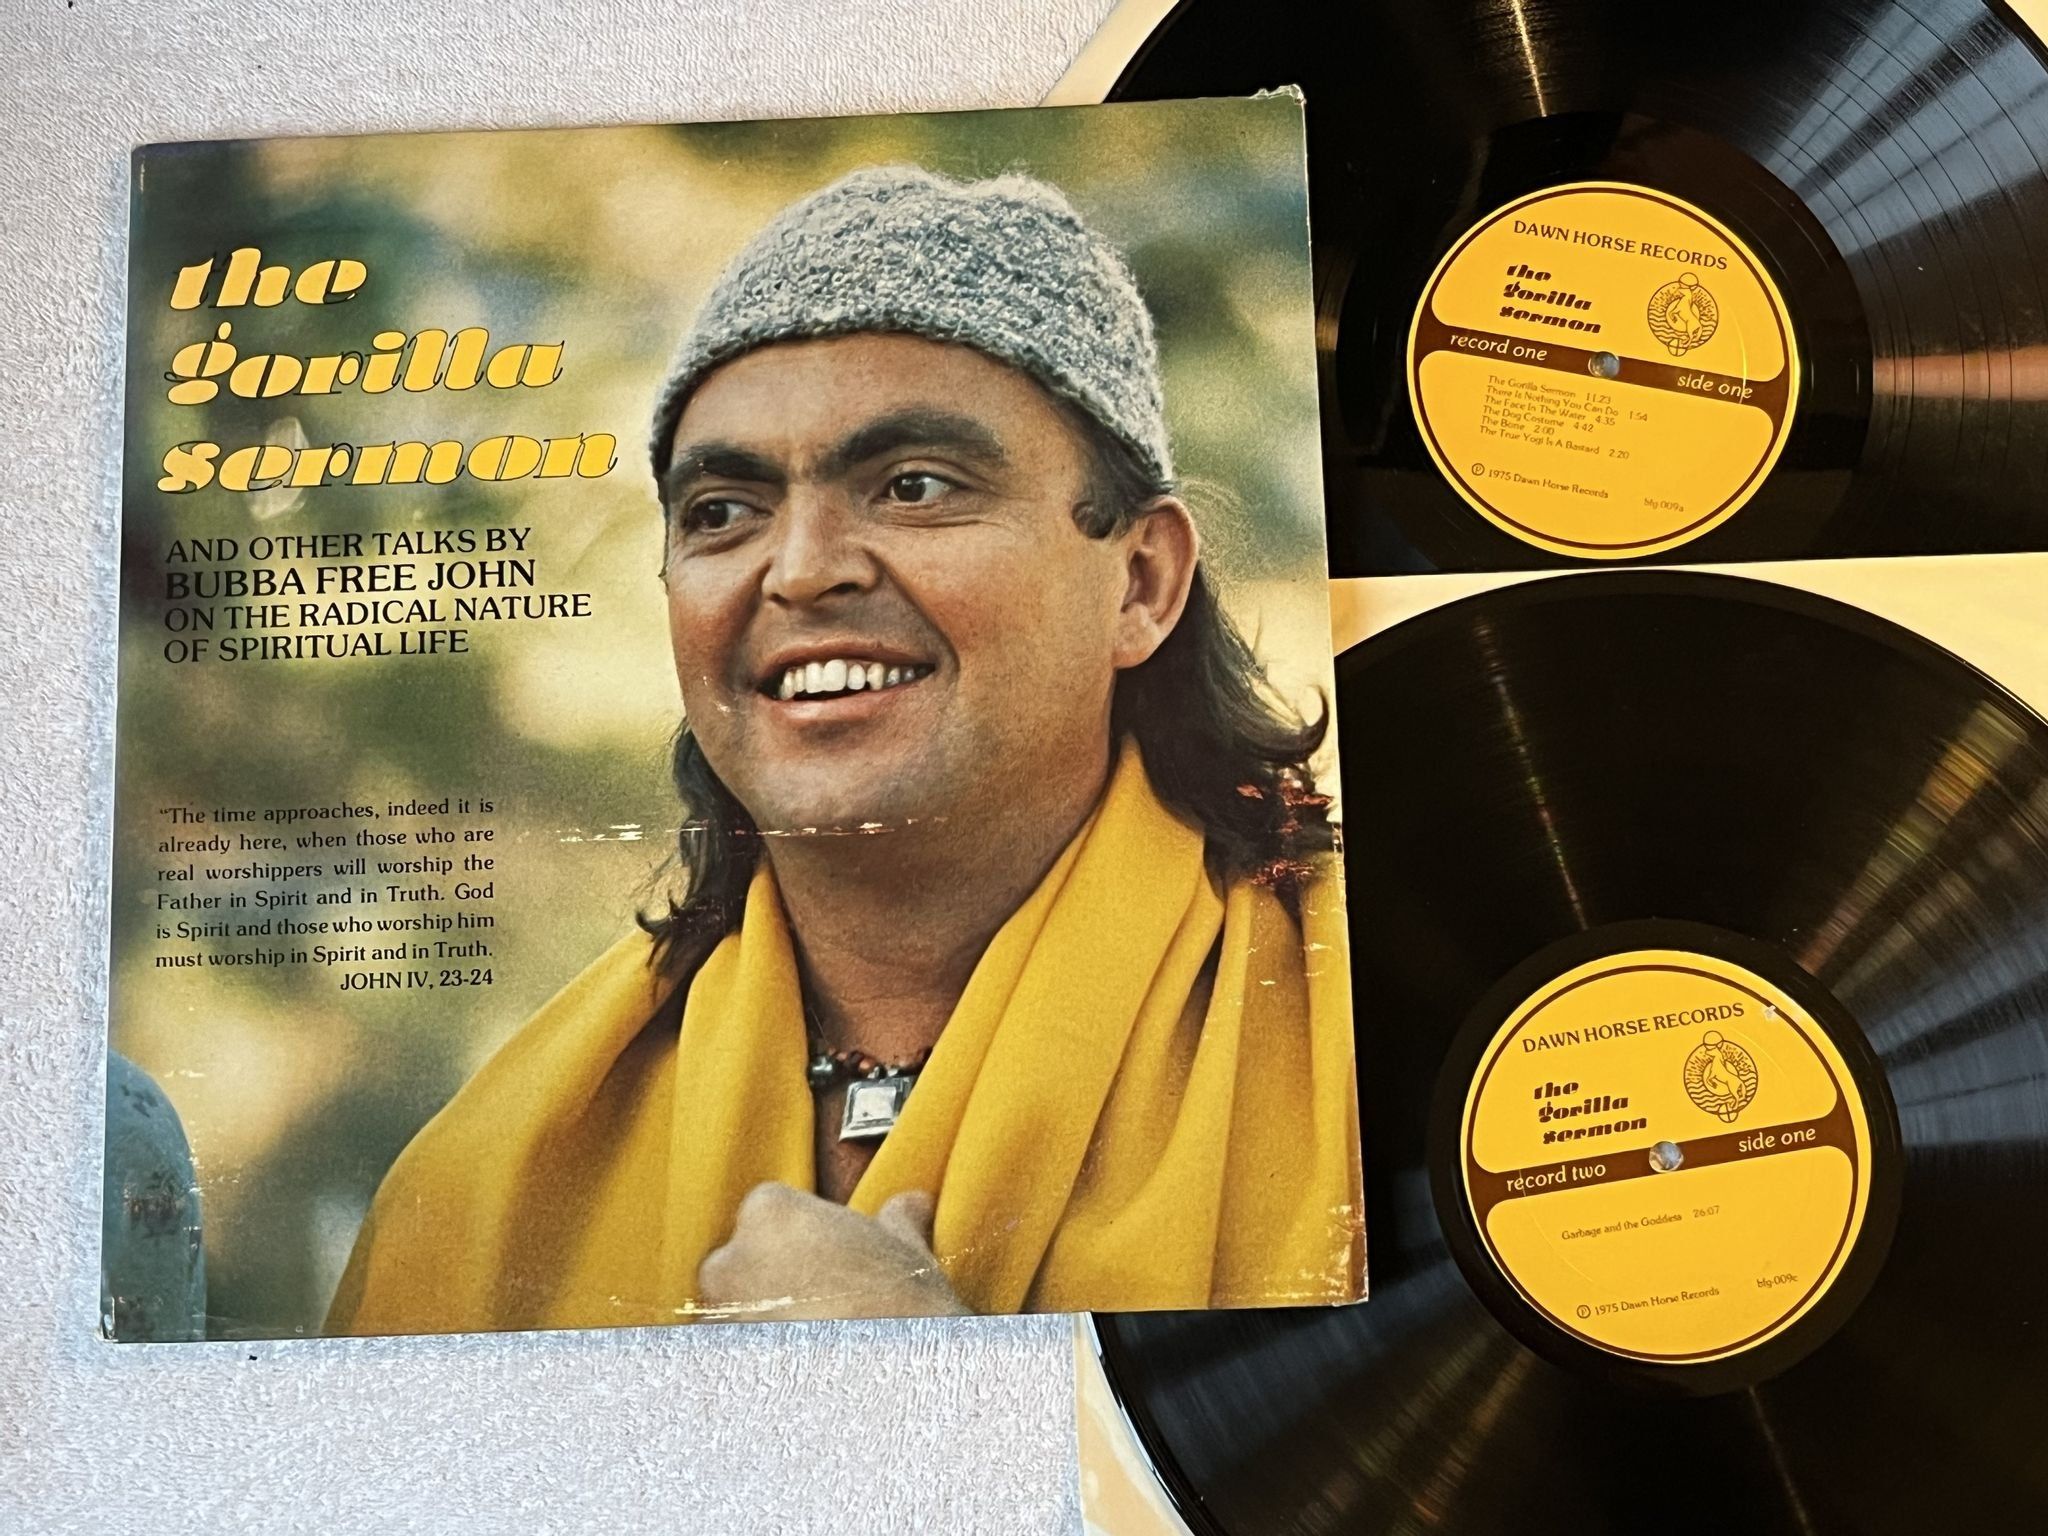 the
gorilla
sermon
AND OTHER TALKS BY
BUBBA FREE JOHN
ON THE RADICAL NATURE
OF SPIRITUAL LIFE
"The time approaches, indeed it is
already here, when those who are
real worshippers will worship the
Father in Spirit and in Truth. God
is Spirit and those who worship him
must worship in Spirit and in Truth.
JOHN IV, 23-24
DAWN HORSE RECORDS
the
gorilla
sermon
record one
side one
The Gorilla Sermon 11:23
There Is Nothing You Can Do 1:54
The Face In The Water 4:35
The Dog Costume 4:42
The Bone 2:00
The True Yogi Is A Bastard 2:20
℗ 1975 Dawn Horse Records
bfg-009a
DAWN HORSE RECORDS
the
gorilla
sermon
record two
side one
Garbage and the Goddess 26:07
℗ 1975 Dawn Horse Records
bfg-009c